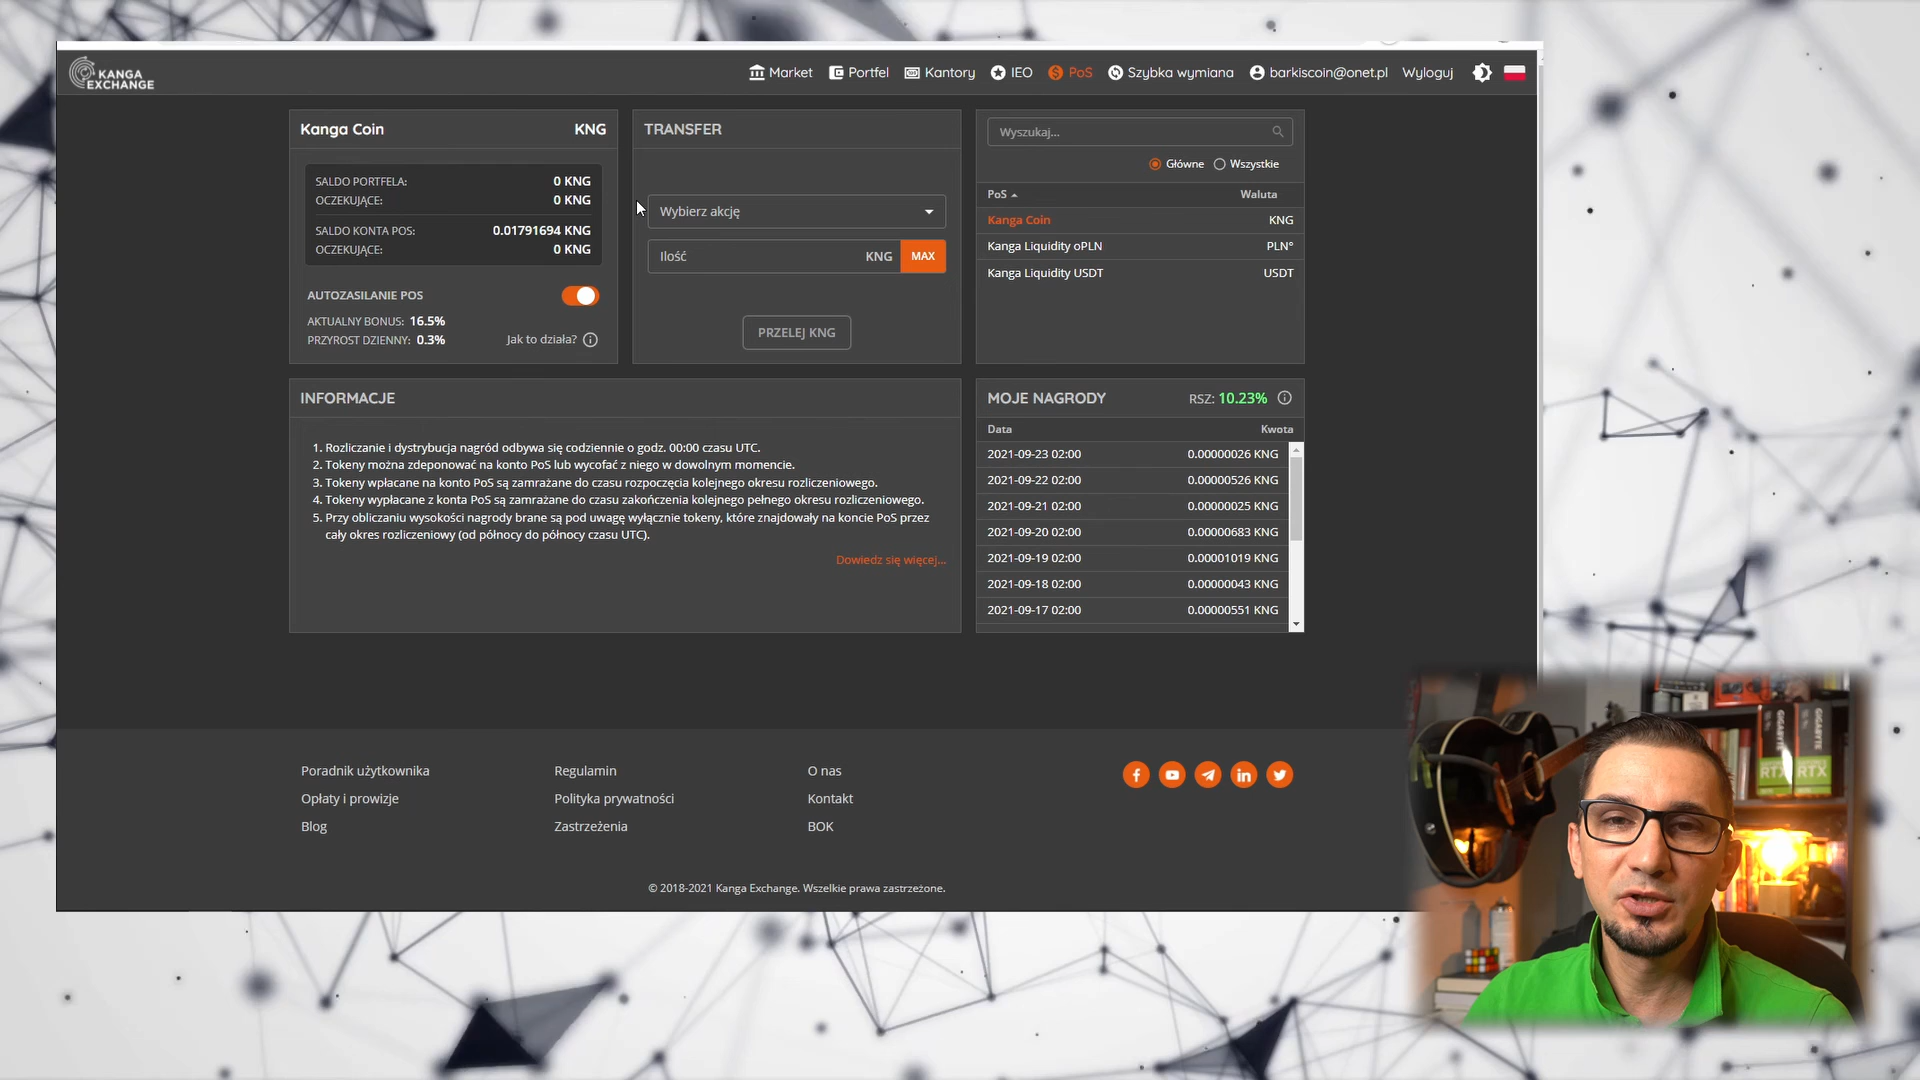 KANGA
EXCHANGE
Market
Portfel
Kantory
IEO
PoS
Szybka wymiana
barkiscoin@onet.pl
Wyloguj
Kanga Coin KNG
SALDO PORTFELA: 0 KNG
OCZEKUJĄCE: 0 KNG
SALDO KONTA POS: 0.01791694 KNG
OCZEKUJĄCE: 0 KNG
AUTOZASILANIE POS
AKTUALNY BONUS: 16.5%
PRZYROST DZIENNY: 0.3%
Jak to działa?
TRANSFER
Wybierz akcję
Ilość KNG MAX
PRZELEJ KNG
Wyszukaj...
Główne Wszystkie
PoS Waluta
Kanga Coin KNG
Kanga Liquidity oPLN PLN°
Kanga Liquidity USDT USDT
INFORMACJE
1. Rozliczanie i dystrybucja nagród odbywa się codziennie o godz. 00:00 czasu UTC.
2. Tokeny można zdeponować na konto PoS lub wycofać z niego w dowolnym momencie.
3. Tokeny wpłacane na konto PoS są zamrażane do czasu rozpoczęcia kolejnego okresu rozliczeniowego.
4. Tokeny wypłacane z konta PoS są zamrażane do czasu zakończenia kolejnego pełnego okresu rozliczeniowego.
5. Przy obliczaniu wysokości nagrody brane są pod uwagę wyłącznie tokeny, które znajdowały na koncie PoS przez
cały okres rozliczeniowy (od północy do północy czasu UTC).
Dowiedz się więcej...
MOJE NAGRODY RSZ: 10.23%
Data Kwota
2021-09-23 02:00 0.00000026 KNG
2021-09-22 02:00 0.00000526 KNG
2021-09-21 02:00 0.00000025 KNG
2021-09-20 02:00 0.00000683 KNG
2021-09-19 02:00 0.00001019 KNG
2021-09-18 02:00 0.00000043 KNG
2021-09-17 02:00 0.00000551 KNG
Poradnik użytkownika
Opłaty i prowizje
Blog
Regulamin
Polityka prywatności
Zastrzeżenia
O nas
Kontakt
BOK
© 2018-2021 Kanga Exchange. Wszelkie prawa zastrzeżone.
GIGABYTE
GIGABYTE
RTX
RTX